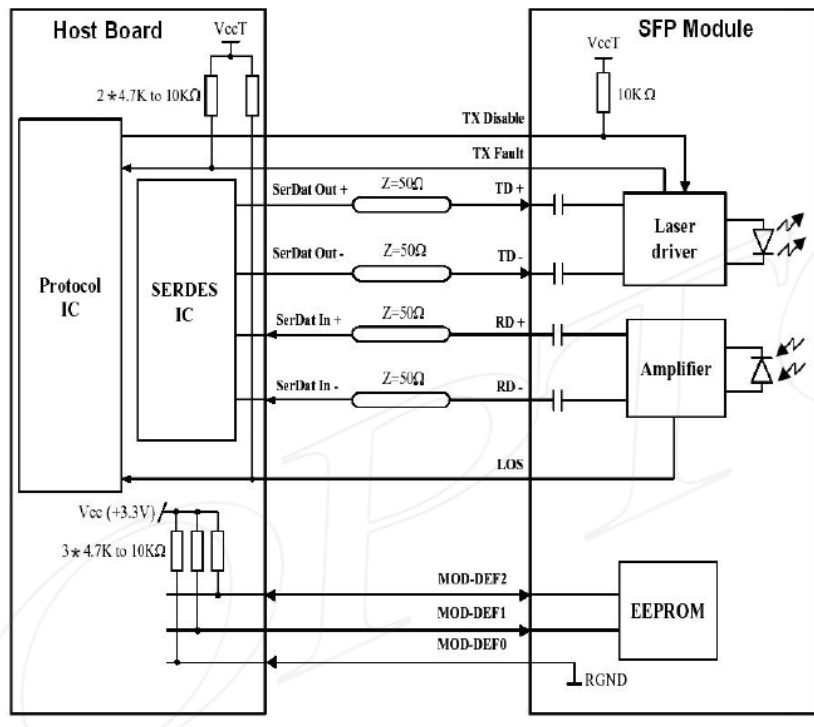 Host Board
VccT
SFP Module
VccT
2*4.7K to 10KΩ
10KΩ
TX Disable
TX Fault
SerDat Out +
Z=50Ω
TD +
Laser
driver
SerDat Out -
Z=50Ω
TD -
Protocol
IC
SERDES
IC
SerDat In +
Z=50Ω
RD +
Amplifier
SerDat In -
Z=50Ω
RD -
LOS
Vcc (+3.3V)
3*4.7K to 10KΩ
MOD-DEF2
MOD-DEF1
MOD-DEF0
EEPROM
RGND
OPT